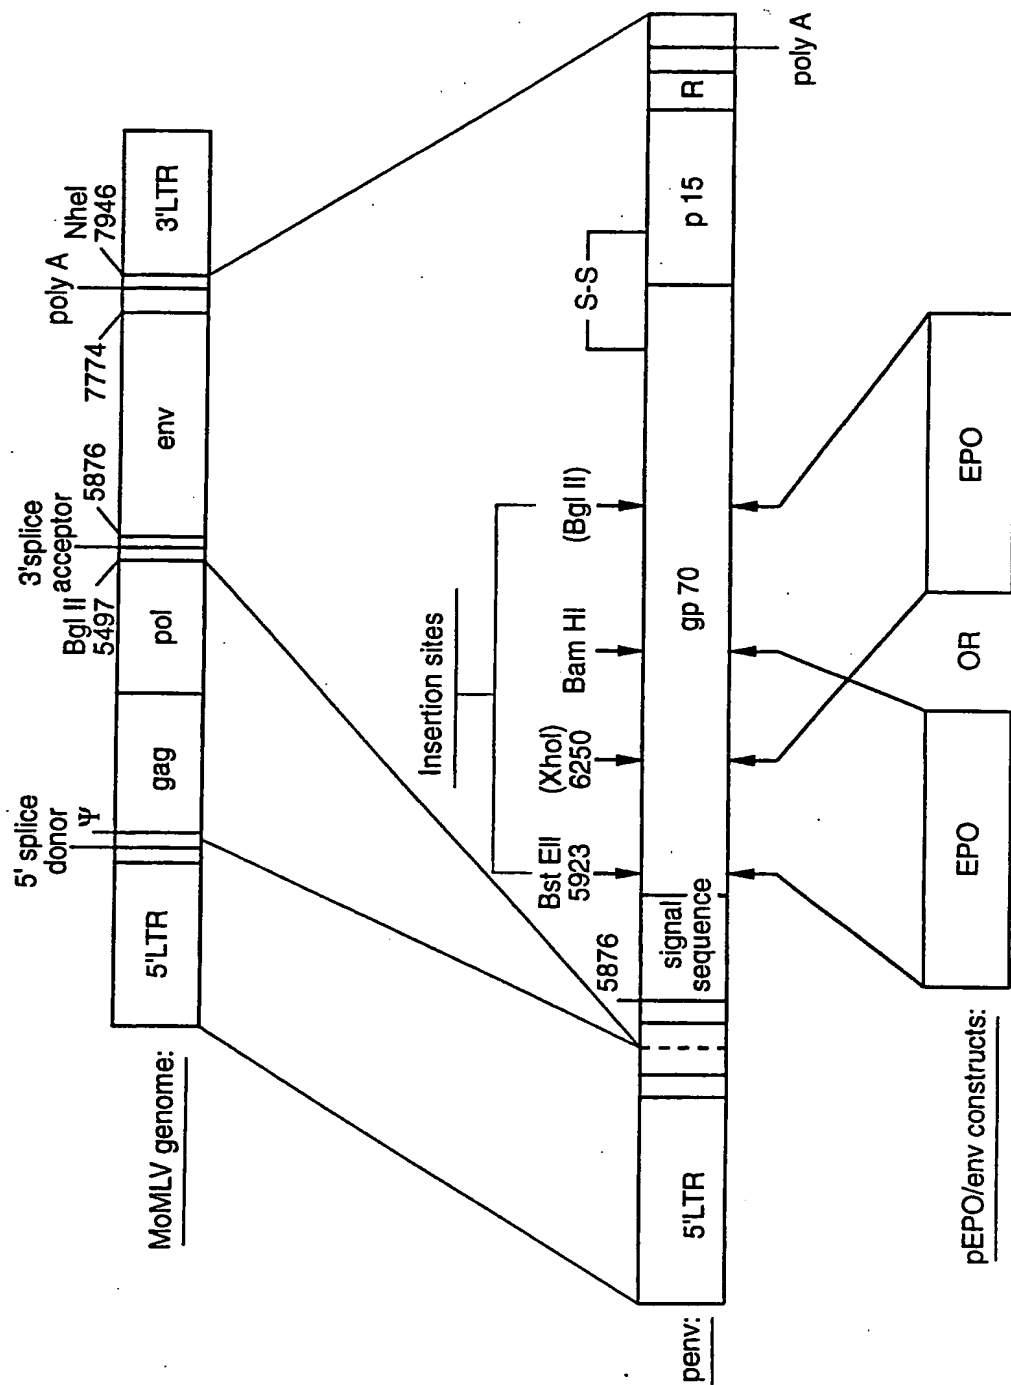 MoMLV genome:
5'LTR
5' splice
donor
Ψ
gag
pol
Bgl II
5497
3'splice
acceptor
5876
env
7774
poly A
NheI
7946
3'LTR
penv:
5'LTR
5876
signal
sequence
Insertion sites
Bst EII
5923
(XhoI)
6250
Bam HI
(Bgl II)
gp 70
S-S
p 15
R
poly A
pEPO/env constructs:
EPO
OR
EPO